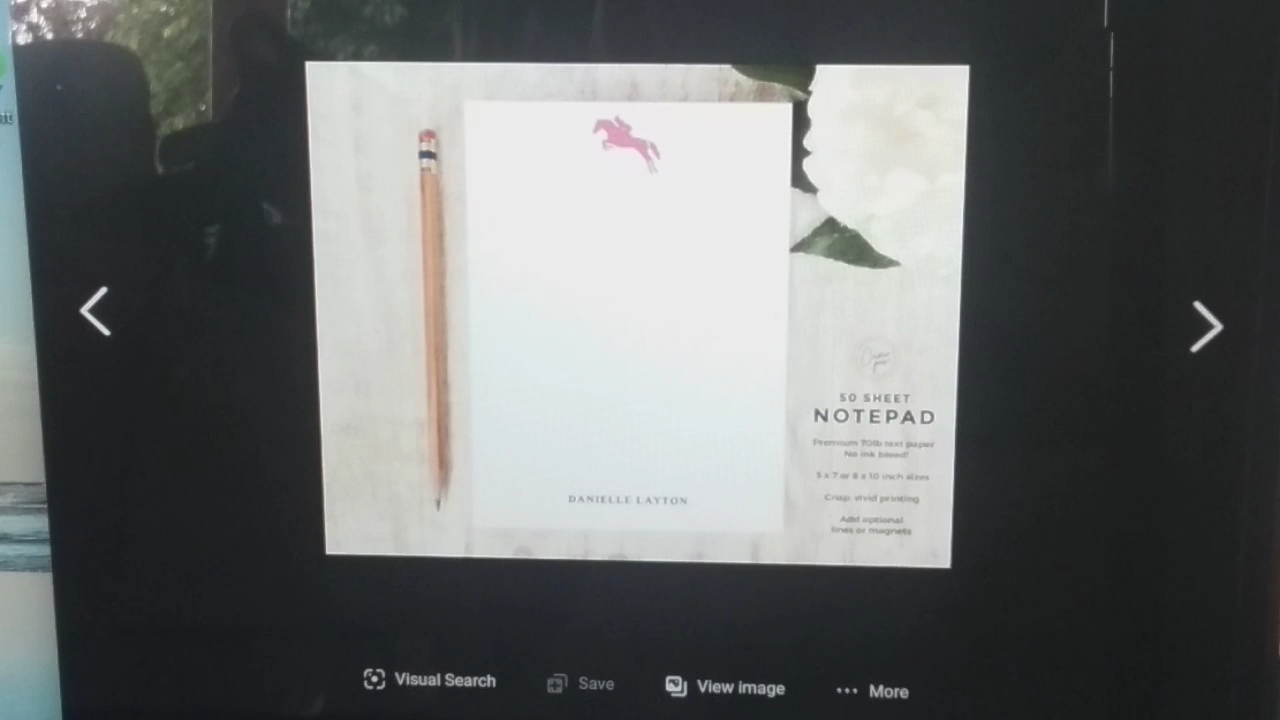 50 SHEET
NOTEPAD
Premium 70lb text paper
No ink bleed!
5 x 7 or 8 x 10 inch sizes
Crisp, vivid printing
Add optional
lines or magnets
DANIELLE LAYTON
Visual Search
Save
View image
More